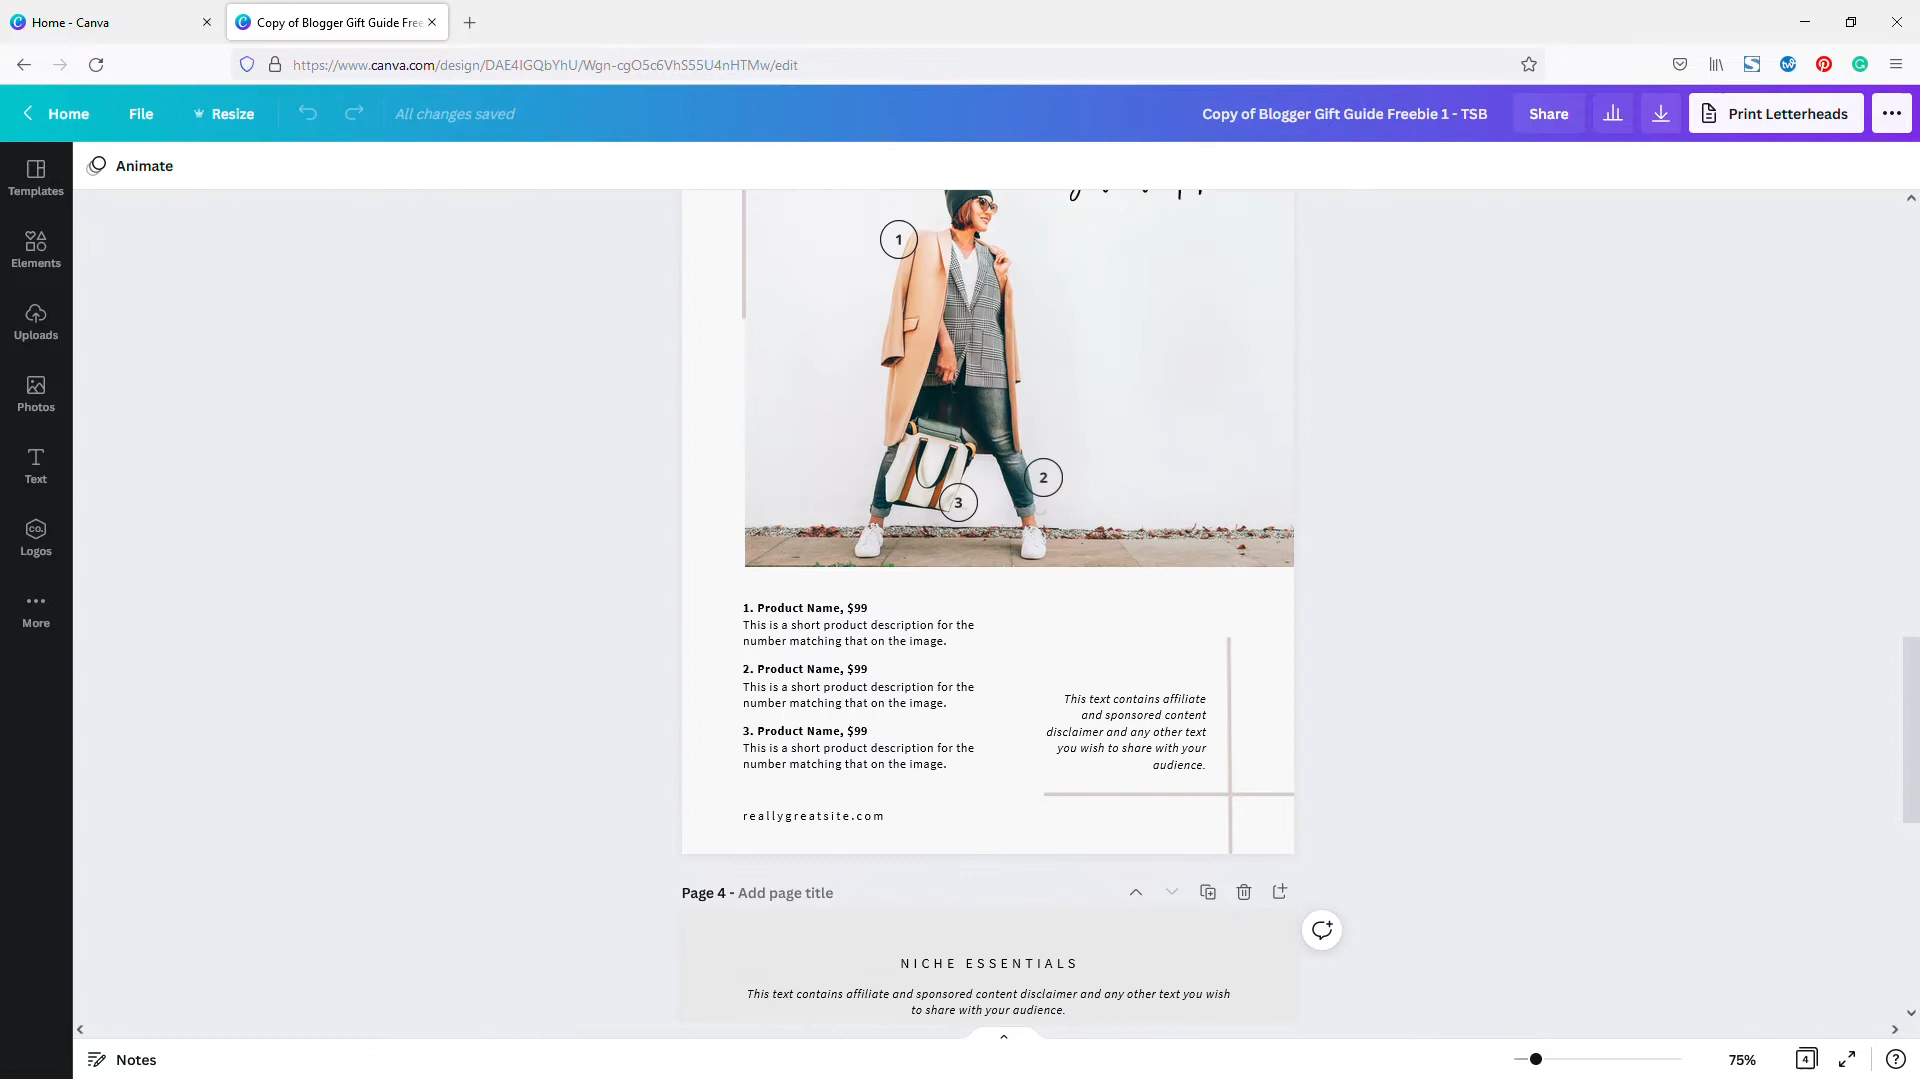 Home - Canva
Copy of Blogger Gift Guide Free
https://www.canva.com/design/DAE4IGQbYhU/Wgn-cgO5c6VhS55U4nHTMw/edit
Home
File
Resize
All changes saved
Copy of Blogger Gift Guide Freebie 1 - TSB
Share
Print Letterheads
Animate
Templates
Elements
Uploads
Photos
Text
CO.
Logos
More
1
2
3
1. Product Name, $99
This is a short product description for the
number matching that on the image.
2. Product Name, $99
This is a short product description for the
number matching that on the image.
3. Product Name, $99
This is a short product description for the
number matching that on the image.
This text contains affiliate
and sponsored content
disclaimer and any other text
you wish to share with your
audience.
reallygreatsite.com
Page 4 - Add page title
NICHE ESSENTIALS
This text contains affiliate and sponsored content disclaimer and any other text you wish
to share with your audience.
Notes
75%
4